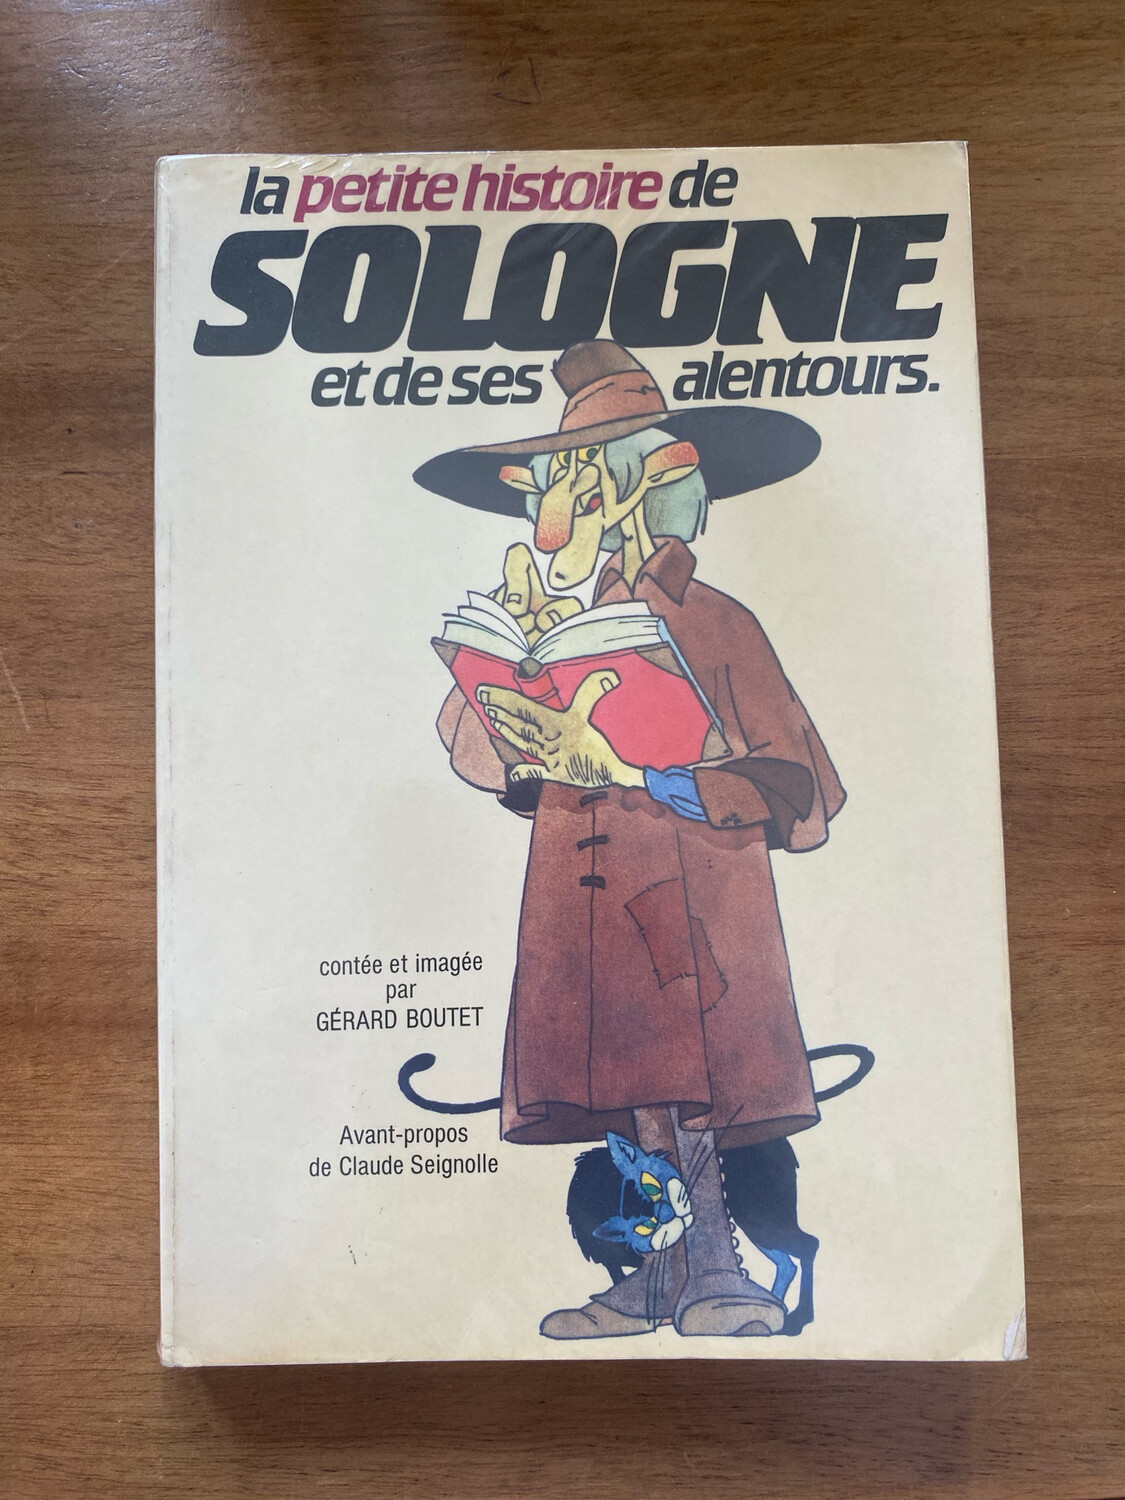 la petite histoire de
SOLOGNE
et de ses alentours.
contée et imagée
par
GÉRARD BOUTET
Avant-propos
de Claude Seignolle